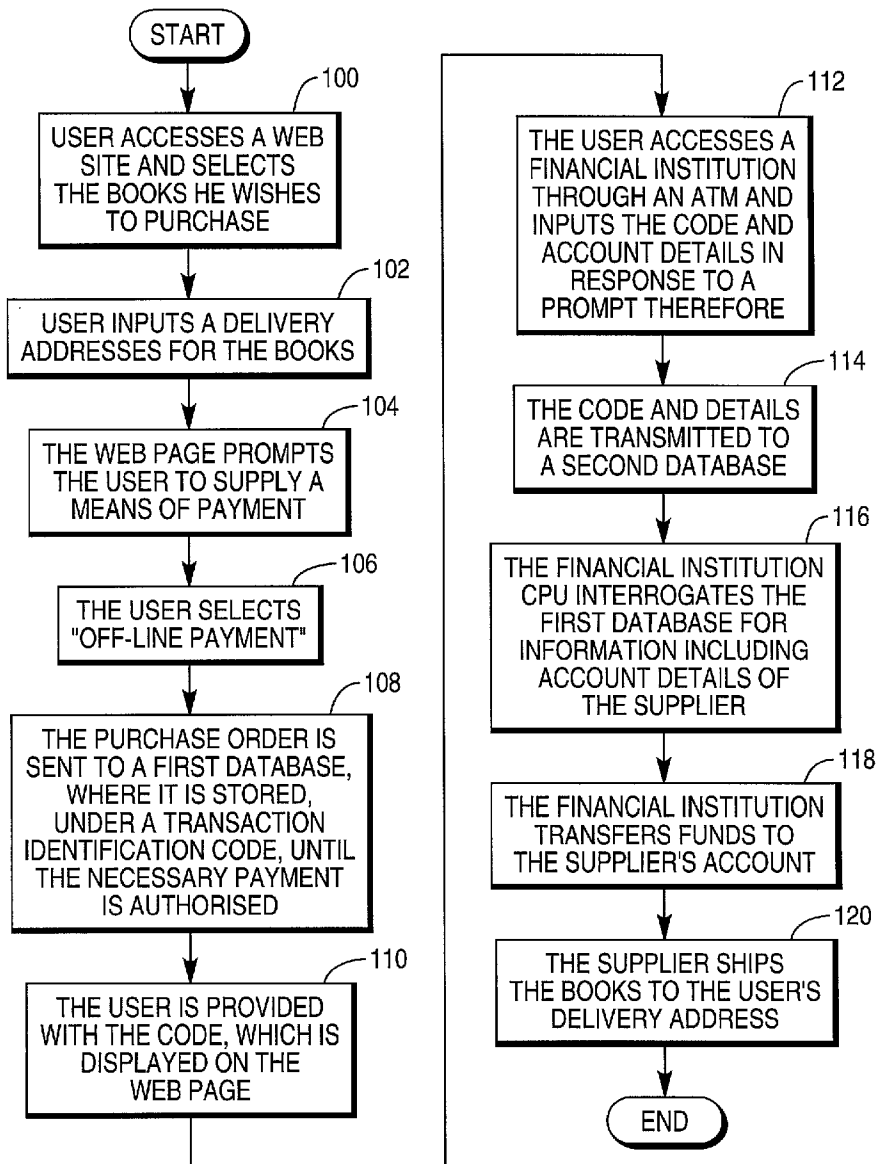 START
100
USER ACCESSES A WEB
SITE AND SELECTS
THE BOOKS HE WISHES
TO PURCHASE
102
USER INPUTS A DELIVERY
ADDRESSES FOR THE BOOKS
104
THE WEB PAGE PROMPTS
THE USER TO SUPPLY A
MEANS OF PAYMENT
106
THE USER SELECTS
"OFF-LINE PAYMENT"
108
THE PURCHASE ORDER IS
SENT TO A FIRST DATABASE,
WHERE IT IS STORED,
UNDER A TRANSACTION
IDENTIFICATION CODE, UNTIL
THE NECESSARY PAYMENT
IS AUTHORISED
110
THE USER IS PROVIDED
WITH THE CODE, WHICH IS
DISPLAYED ON THE
WEB PAGE
112
THE USER ACCESSES A
FINANCIAL INSTITUTION
THROUGH AN ATM AND
INPUTS THE CODE AND
ACCOUNT DETAILS IN
RESPONSE TO A
PROMPT THEREFORE
114
THE CODE AND DETAILS
ARE TRANSMITTED TO
A SECOND DATABASE
116
THE FINANCIAL INSTITUTION
CPU INTERROGATES THE
FIRST DATABASE FOR
INFORMATION INCLUDING
ACCOUNT DETAILS OF
THE SUPPLIER
118
THE FINANCIAL INSTITUTION
TRANSFERS FUNDS TO
THE SUPPLIER'S ACCOUNT
120
THE SUPPLIER SHIPS
THE BOOKS TO THE USER'S
DELIVERY ADDRESS
END